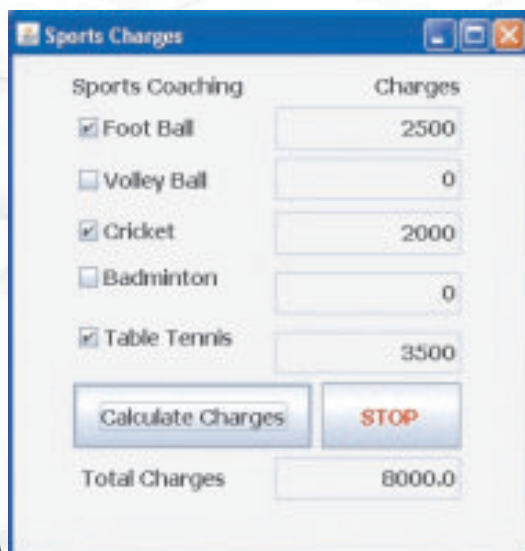 Sports Charges
Sports Coaching Charges
Foot Ball 2500
Volley Ball 0
Cricket 2000
Badminton 0
Table Tennis 3500
Calculate Charges STOP
Total Charges 8000.0